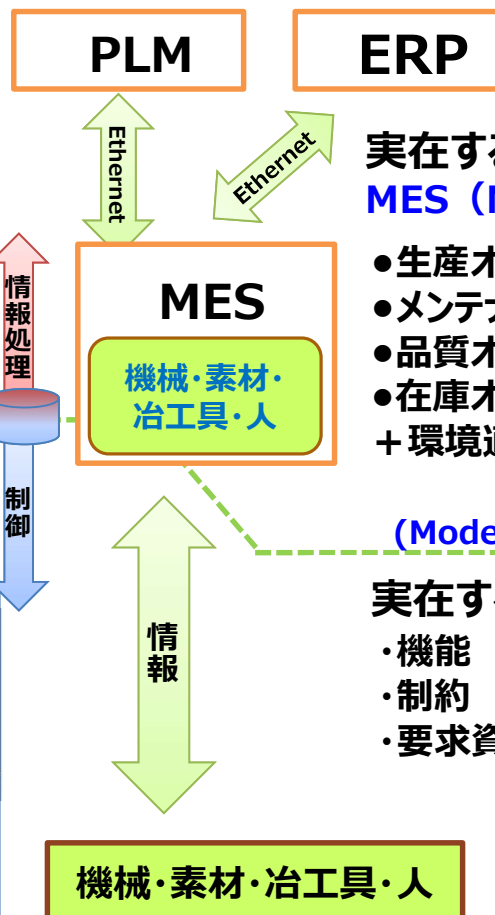 PLM
ERP
Ethernet
Ethernet
実在する
MES（
情報処理
MES
機械・素材・
冶工具・人
●生産オ
●メンテナ
●品質オ
●在庫オ
＋環境
制御
(Mode
実在す
情報
・機能
・制約
・要求資
機械・素材・冶工具・人